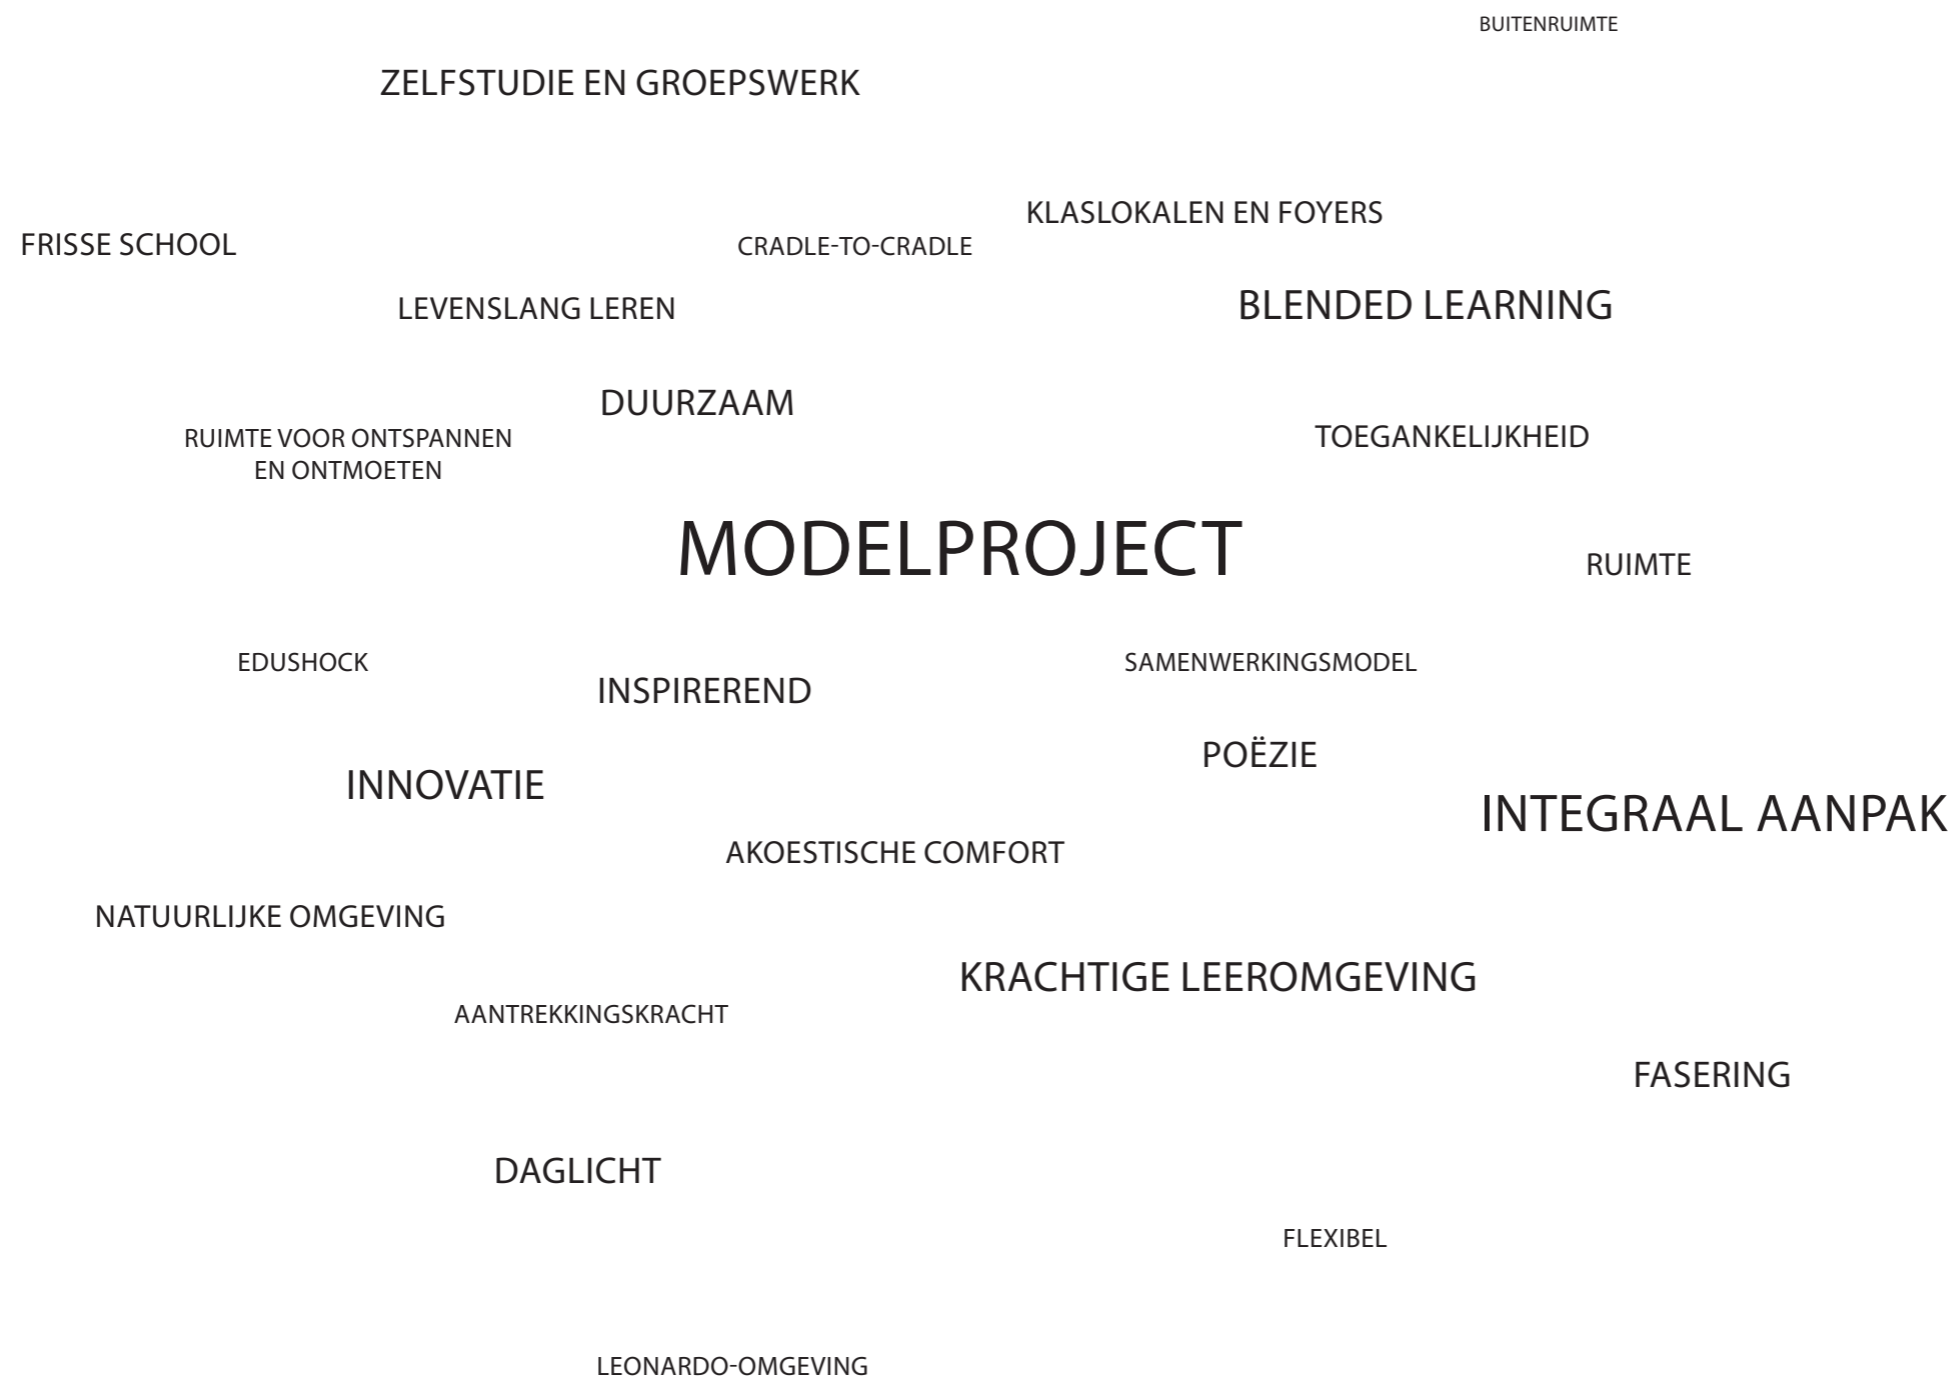 BUITENRUIMTE
ZELFSTUDIE EN GROEPSWERK
KLASLOKALEN EN FOYERS
FRISSE SCHOOL
CRADLE-TO-CRADLE
LEVENSLANG LEREN
BLENDED LEARNING
DUURZAAM
RUIMTE VOOR ONTSPANNEN
EN ONTMOETEN
TOEGANKELIJKHEID
MODELPROJECT
RUIMTE
EDUSHOCK
SAMENWERKINGSMODEL
INSPIREREND
POËZIE
INNOVATIE
INTEGRAAL AANPAK
AKOESTISCHE COMFORT
NATUURLIJKE OMGEVING
KRACHTIGE LEEROMGEVING
AANTREKKINGSKRACHT
FASERING
DAGLICHT
FLEXIBEL
LEONARDO-OMGEVING